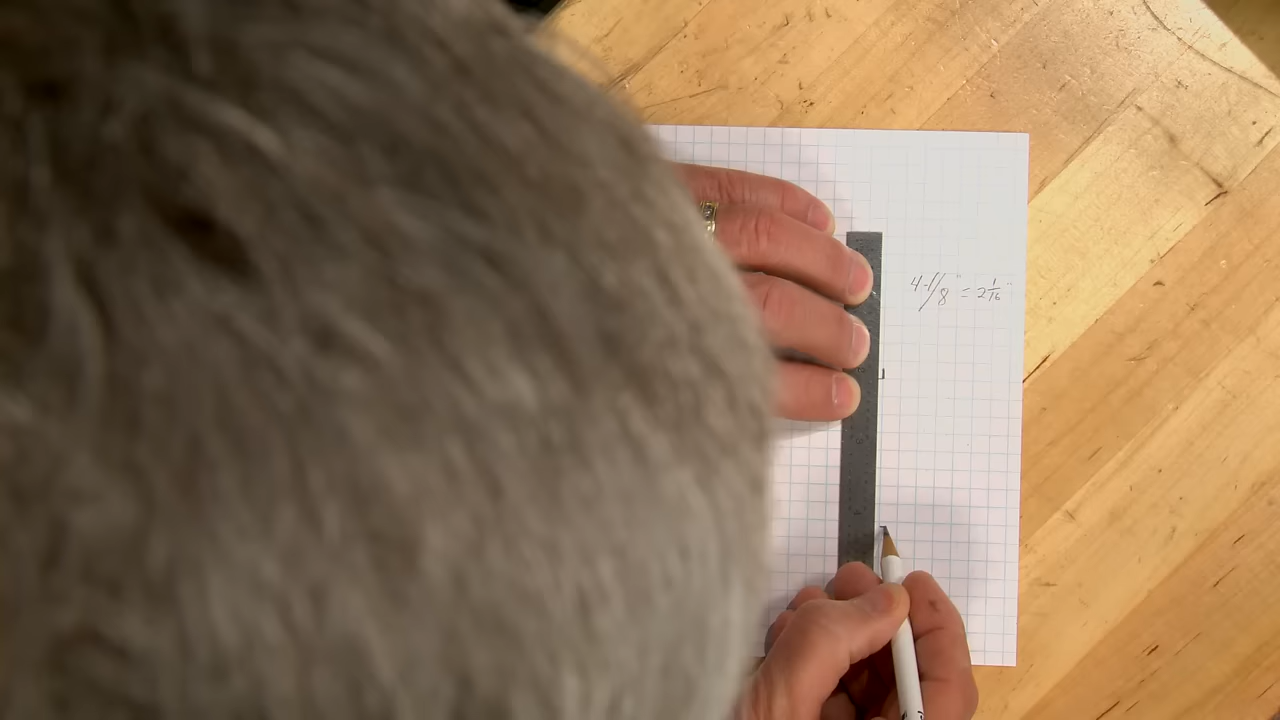 4-1/8" = 2 1/16"